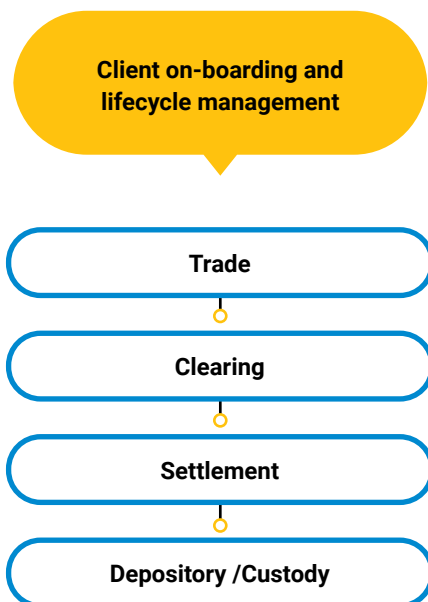 Client on-boarding and
lifecycle management
Trade
Clearing
Settlement
Depository /Custody